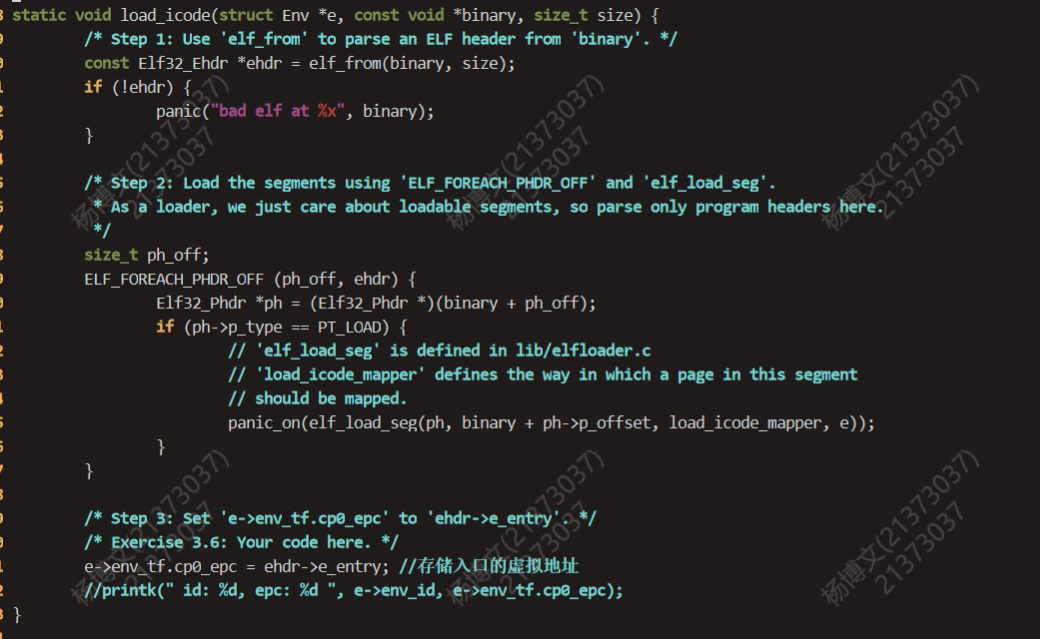 static void load_icode(struct Env *e, const void *binary, size_t size) {
/* Step 1: Use 'elf_from' to parse an ELF header from 'binary'. */
const Elf32_Ehdr *ehdr = elf_from(binary, size);
if (!ehdr) {
panic("bad elf at %x", binary);
}
/* Step 2: Load the segments using 'ELF_FOREACH_PHDR_OFF' and 'elf_load_seg'.
* As a loader, we just care about loadable segments, so parse only program headers here.
*/
size_t ph_off;
ELF_FOREACH_PHDR_OFF (ph_off, ehdr) {
Elf32_Phdr *ph = (Elf32_Phdr *)(binary + ph_off);
if (ph->p_type == PT_LOAD) {
// 'elf_load_seg' is defined in lib/elfloader.c
// 'load_icode_mapper' defines the way in which a page in this segment
// should be mapped.
panic_on(elf_load_seg(ph, binary + ph->p_offset, load_icode_mapper, e));
}
}
/* Step 3: Set 'e->env_tf.cp0_epc' to 'ehdr->e_entry'. */
/* Exercise 3.6: Your code here. */
e->env_tf.cp0_epc = ehdr->e_entry; //存储入口的虚拟地址
//printk(" id: %d, epc: %d ", e->env_id, e->env_tf.cp0_epc);
}
杨博文(21373037)
21373037
杨博文(21373037)
21373037
杨博文(21373037)
21373037
杨博文(21373037)
21373037
杨博文(21373037)
21373037
杨博文(21373037)
21373037